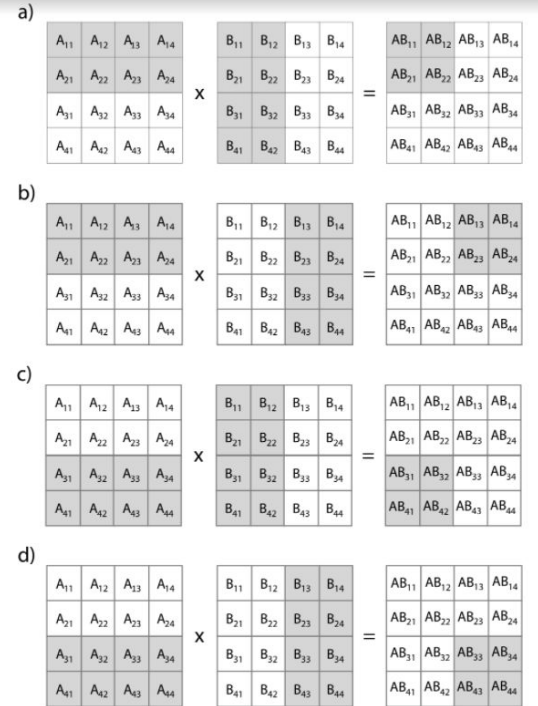 a)
A₁₁ A₁₂ A₁₃ A₁₄ B₁₁ B₁₂ B₁₃ B₁₄ AB₁₁ AB₁₂ AB₁₃ AB₁₄
A₂₁ A₂₂ A₂₃ A₂₄ B₂₁ B₂₂ B₂₃ B₂₄ AB₂₁ AB₂₂ AB₂₃ AB₂₄
x =
A₃₁ A₃₂ A₃₃ A₃₄ B₃₁ B₃₂ B₃₃ B₃₄ AB₃₁ AB₃₂ AB₃₃ AB₃₄
A₄₁ A₄₂ A₄₃ A₄₄ B₄₁ B₄₂ B₄₃ B₄₄ AB₄₁ AB₄₂ AB₄₃ AB₄₄
b)
A₁₁ A₁₂ A₁₃ A₁₄ B₁₁ B₁₂ B₁₃ B₁₄ AB₁₁ AB₁₂ AB₁₃ AB₁₄
A₂₁ A₂₂ A₂₃ A₂₄ B₂₁ B₂₂ B₂₃ B₂₄ AB₂₁ AB₂₂ AB₂₃ AB₂₄
x =
A₃₁ A₃₂ A₃₃ A₃₄ B₃₁ B₃₂ B₃₃ B₃₄ AB₃₁ AB₃₂ AB₃₃ AB₃₄
A₄₁ A₄₂ A₄₃ A₄₄ B₄₁ B₄₂ B₄₃ B₄₄ AB₄₁ AB₄₂ AB₄₃ AB₄₄
c)
A₁₁ A₁₂ A₁₃ A₁₄ B₁₁ B₁₂ B₁₃ B₁₄ AB₁₁ AB₁₂ AB₁₃ AB₁₄
A₂₁ A₂₂ A₂₃ A₂₄ B₂₁ B₂₂ B₂₃ B₂₄ AB₂₁ AB₂₂ AB₂₃ AB₂₄
x =
A₃₁ A₃₂ A₃₃ A₃₄ B₃₁ B₃₂ B₃₃ B₃₄ AB₃₁ AB₃₂ AB₃₃ AB₃₄
A₄₁ A₄₂ A₄₃ A₄₄ B₄₁ B₄₂ B₄₃ B₄₄ AB₄₁ AB₄₂ AB₄₃ AB₄₄
d)
A₁₁ A₁₂ A₁₃ A₁₄ B₁₁ B₁₂ B₁₃ B₁₄ AB₁₁ AB₁₂ AB₁₃ AB₁₄
A₂₁ A₂₂ A₂₃ A₂₄ B₂₁ B₂₂ B₂₃ B₂₄ AB₂₁ AB₂₂ AB₂₃ AB₂₄
x =
A₃₁ A₃₂ A₃₃ A₃₄ B₃₁ B₃₂ B₃₃ B₃₄ AB₃₁ AB₃₂ AB₃₃ AB₃₄
A₄₁ A₄₂ A₄₃ A₄₄ B₄₁ B₄₂ B₄₃ B₄₄ AB₄₁ AB₄₂ AB₄₃ AB₄₄